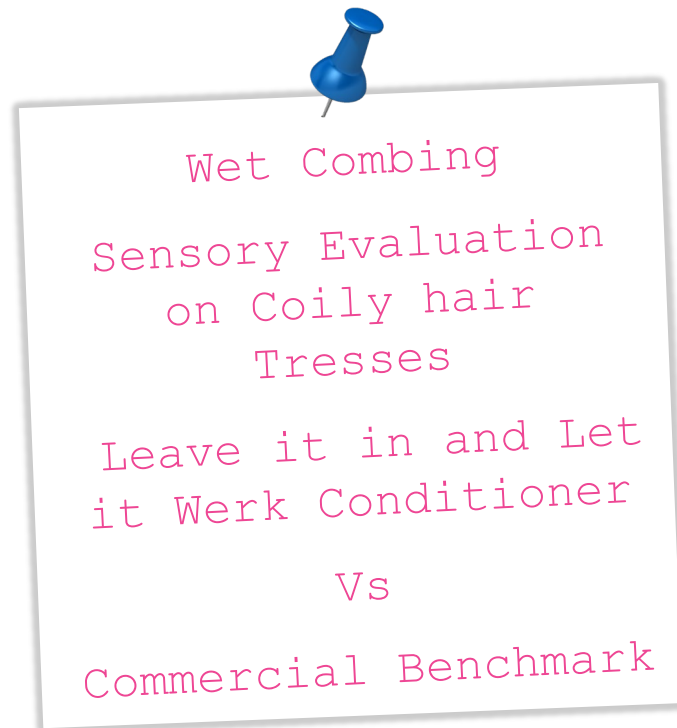 Wet Combing
Sensory Evaluation
on Coily hair
Tresses
Leave it in and Let
it Werk Conditioner
Vs
Commercial Benchmark